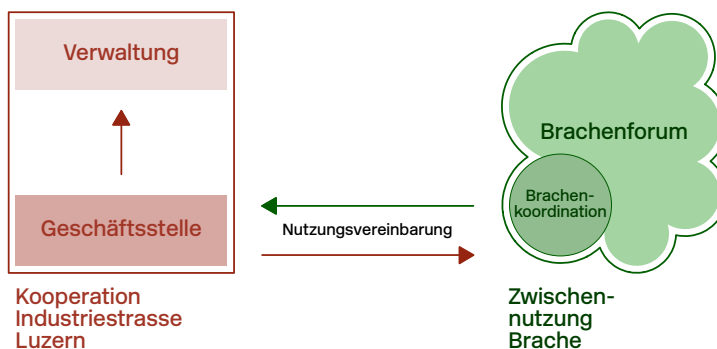 Verwaltung
Geschäftsstelle
Kooperation
Industriestrasse
Luzern
Nutzungsvereinbarung
Brachenforum
Brachen-
koordination
Zwischen-
nutzung
Brache